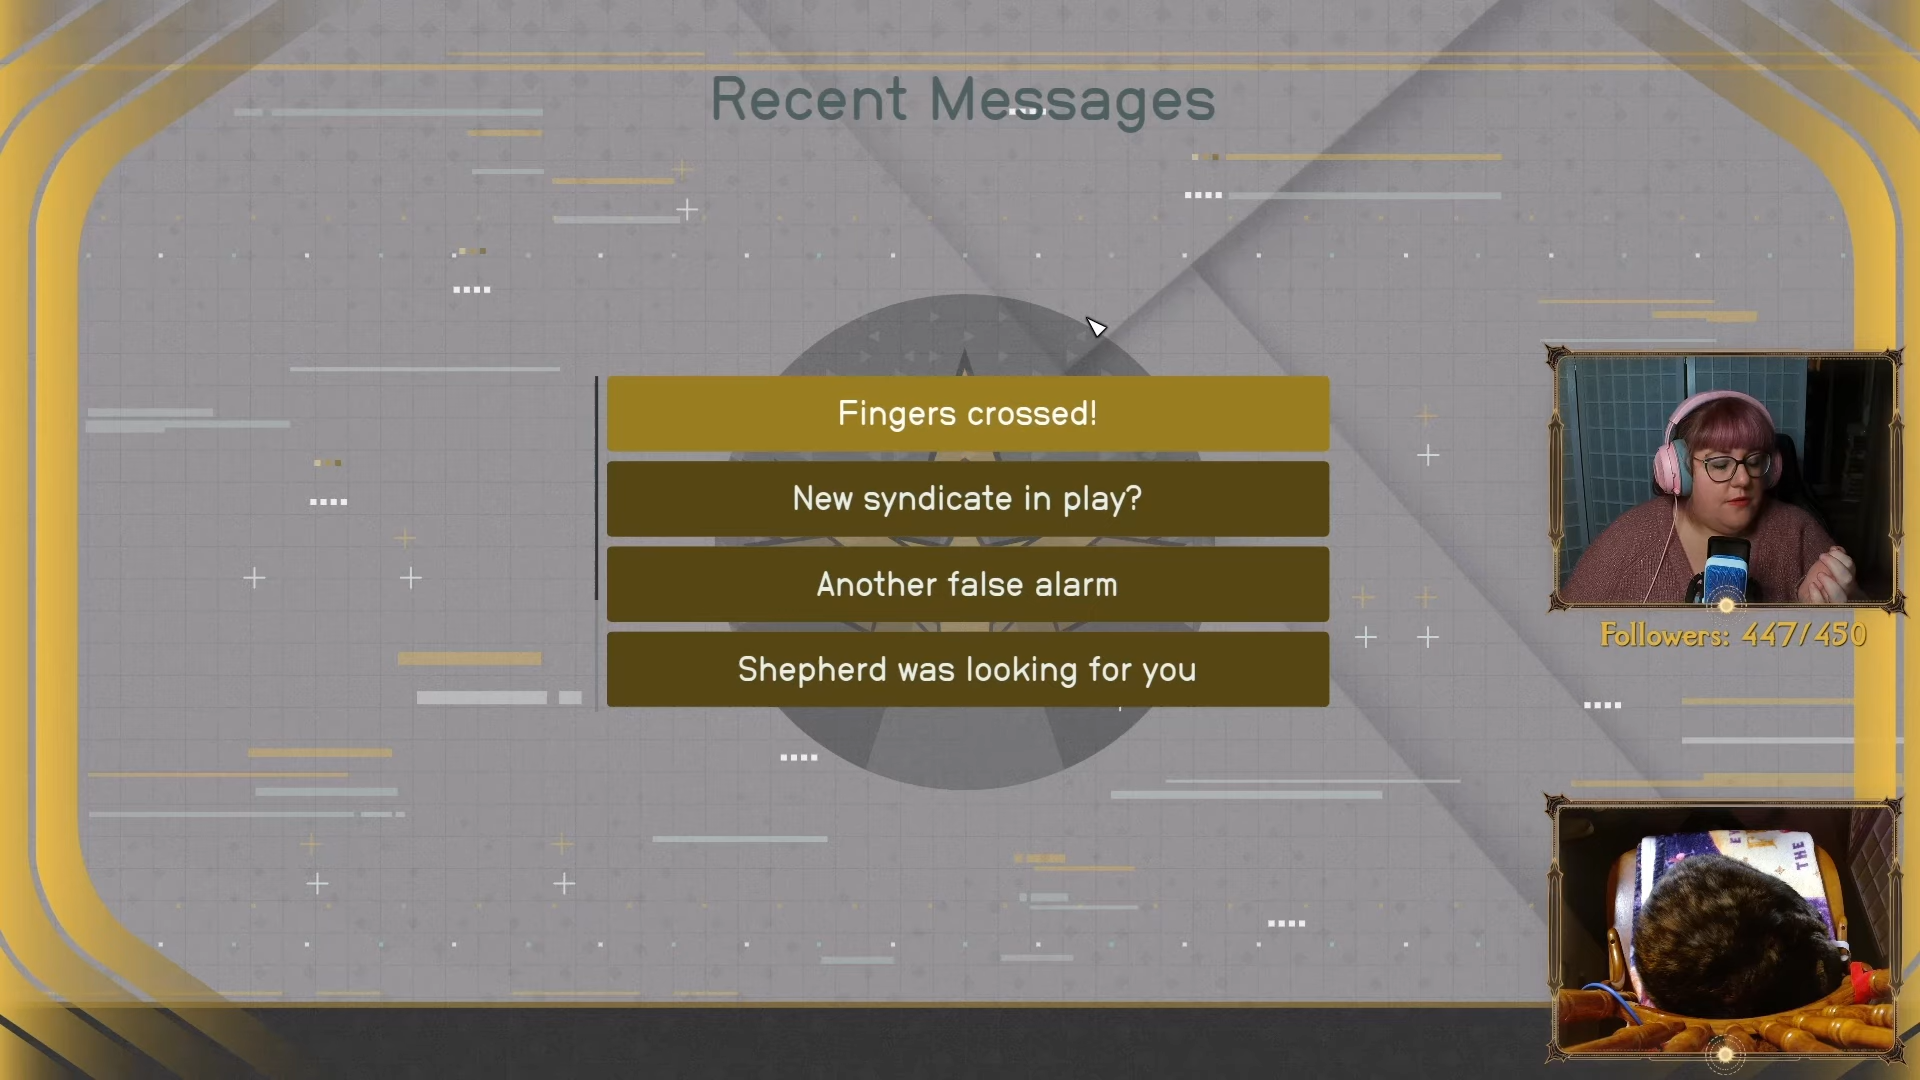 Recent Messages
Fingers crossed!
New syndicate in play?
Another false alarm
Shepherd was looking for you
Followers: 447/450
THE